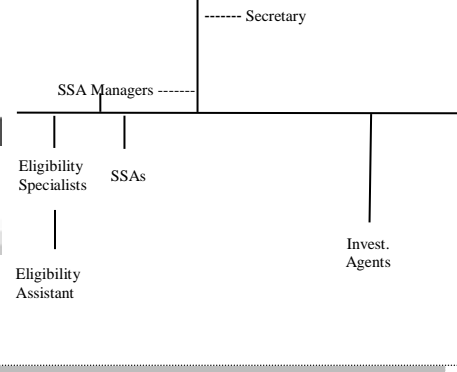 ------- Secretary
SSA Managers -------
Eligibility
Specialists
SSAs
Invest.
Agents
Eligibility
Assistant